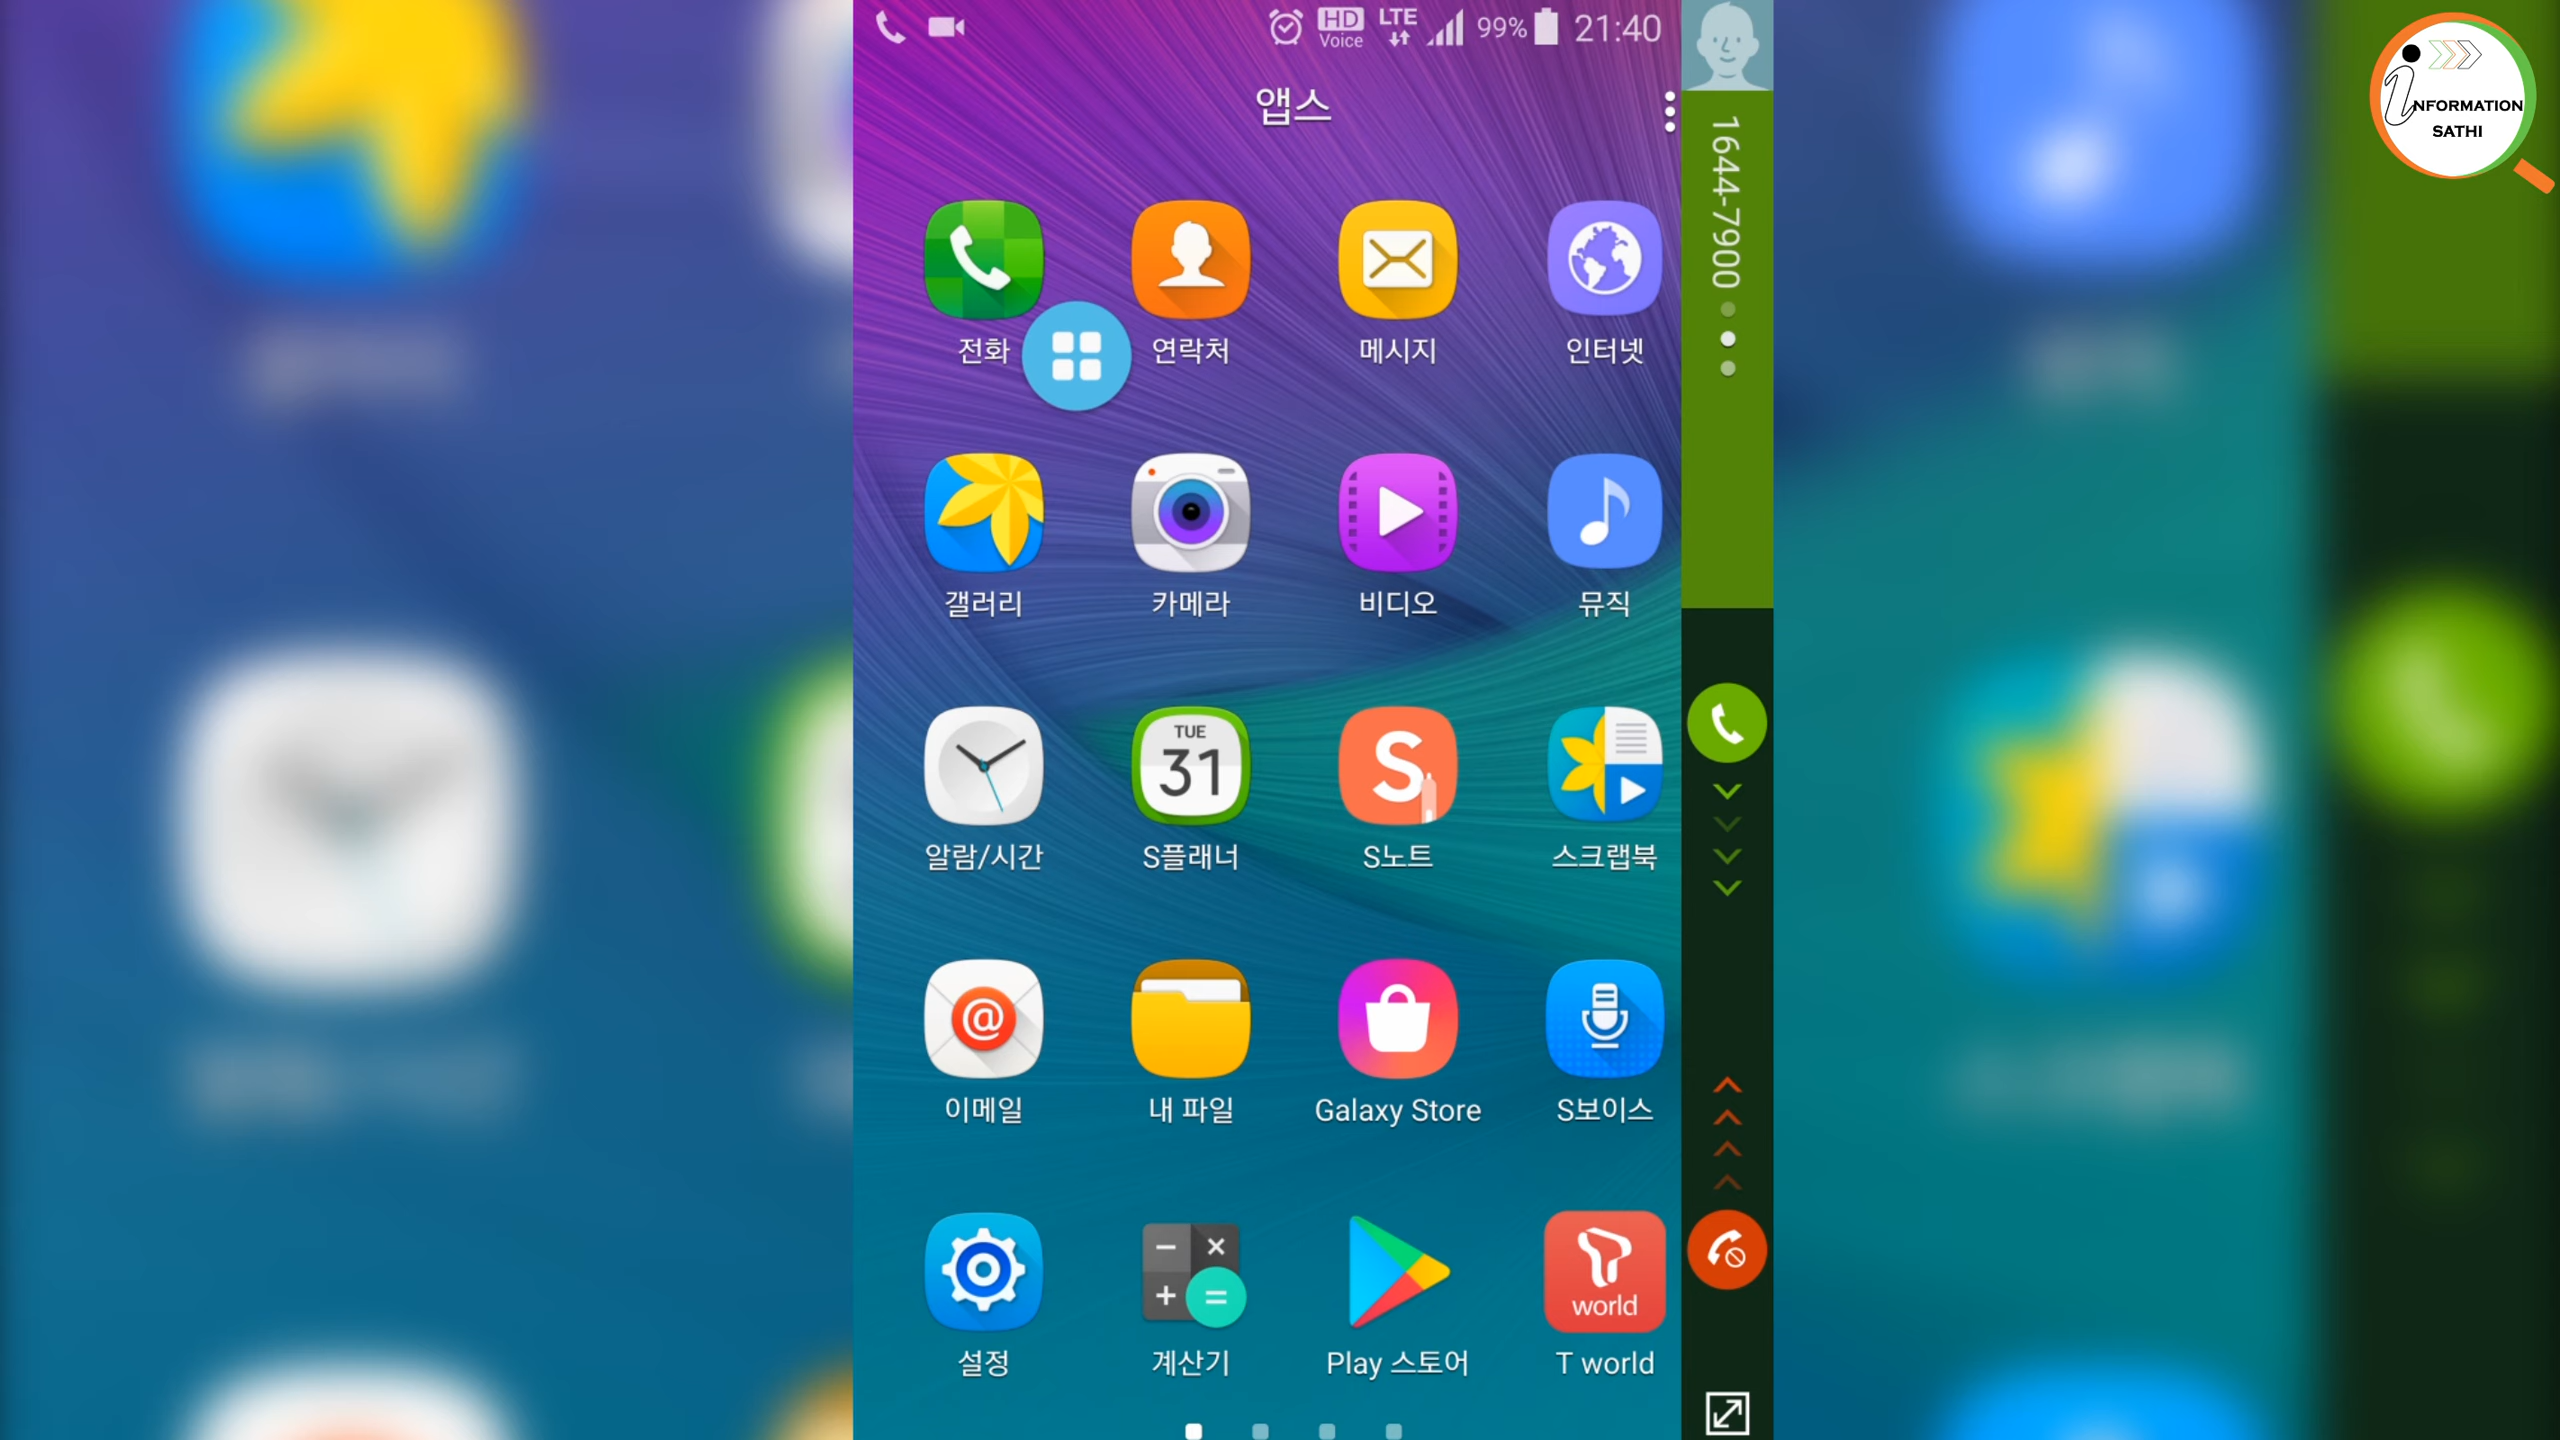 HD
Voice
LTE
99%
21:40
앱스
전화
연락처
메시지
인터넷
갤러리
카메라
비디오
뮤직
TUE
31
알람/시간
S플래너
S노트
스크랩북
이메일
내 파일
Galaxy Store
S보이스
world
설정
계산기
Play 스토어
T world
1644-7900
INFORMATION
SATHI